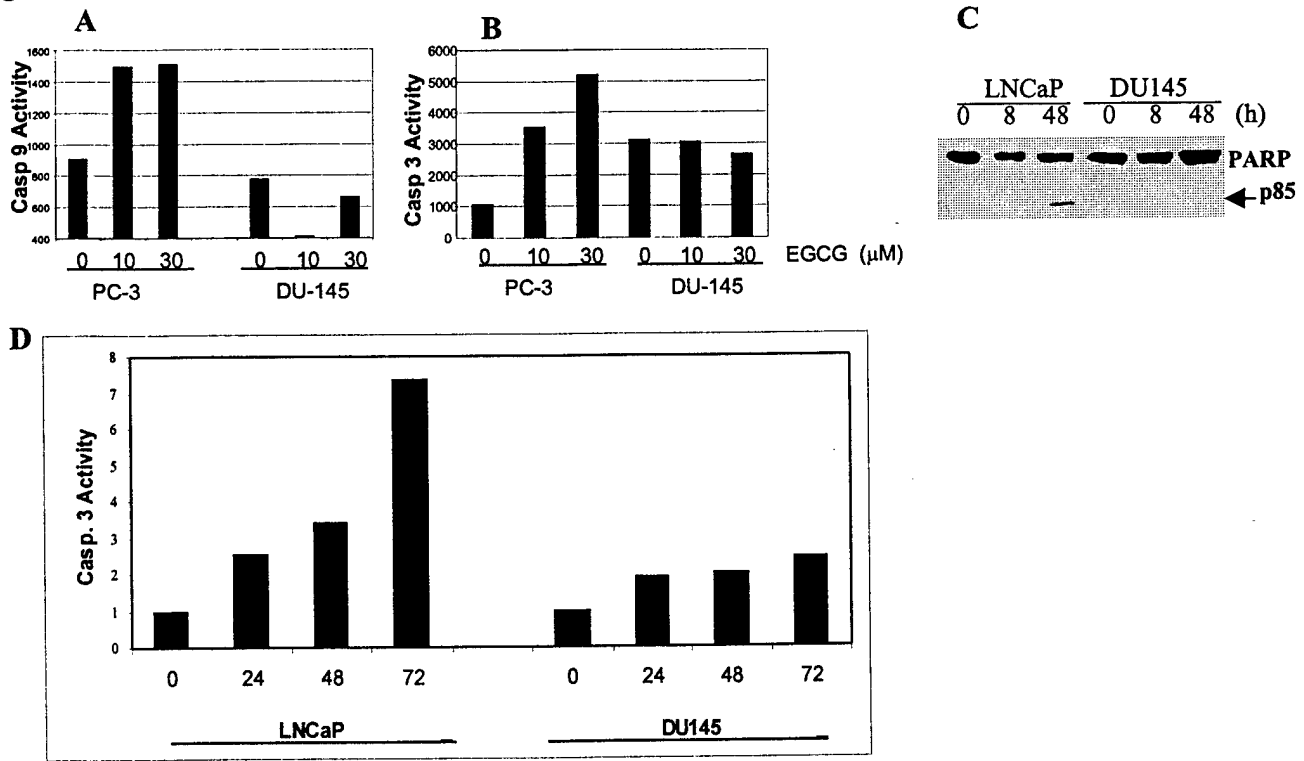 A
1600
1400
1200
1000
800
600
400
Casp 9 Activity
0 10 30 0 10 30
PC-3 DU-145
B
6000
5000
4000
3000
2000
1000
0
Casp 3 Activity
0 10 30 0 10 30 EGCG (μM)
PC-3 DU-145
C
LNCaP DU145
0 8 48 0 8 48 (h)
PARP
p85
D
8
7
6
5
4
3
2
1
0
Casp. 3 Activity
0 24 48 72 0 24 48 72
LNCaP DU145